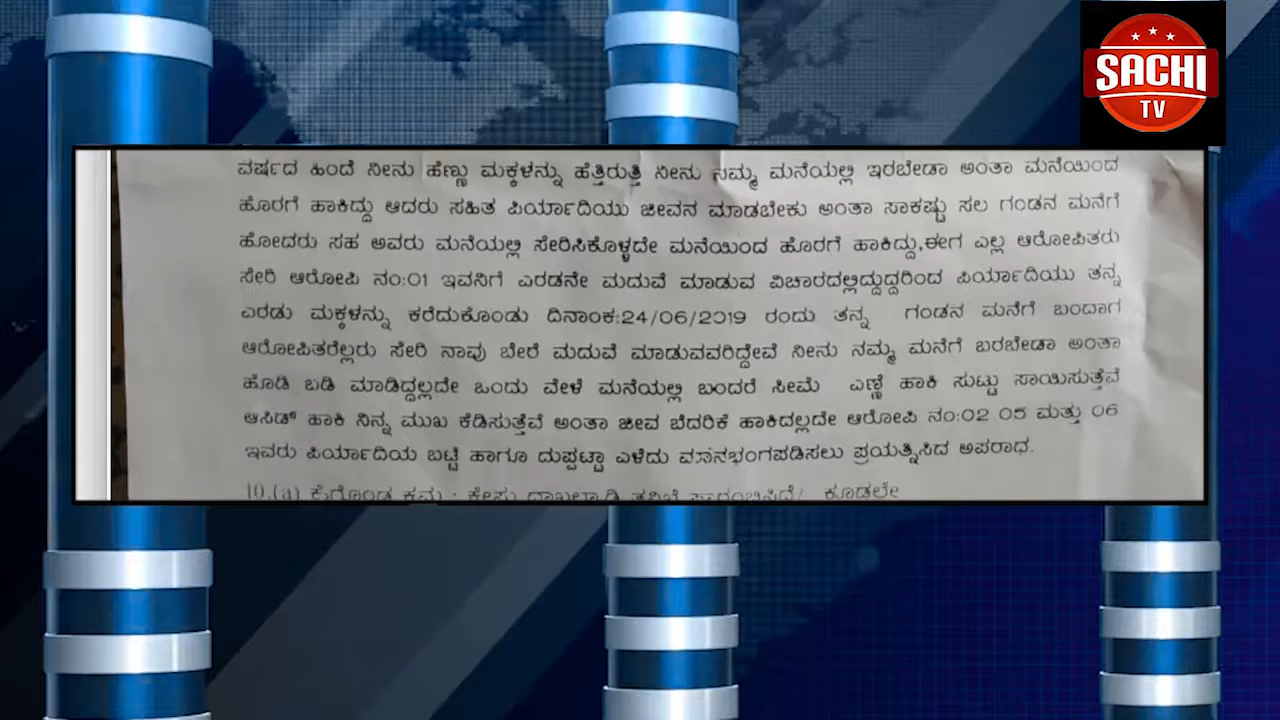 SACHI
TV
ವರ್ಷದ ಹಿಂದೆ ನೀನು ಹೆಣ್ಣು ಮಕ್ಕಳನ್ನು ಹೆತ್ತಿರುತ್ತಿ ನೀನು ನಮ್ಮ ಮನೆಯಲ್ಲಿ ಇರಬೇಡಾ ಅಂತಾ ಮನೆಯಿಂದ
ಹೊರಗೆ ಹಾಕಿದ್ದು ಆದರು ಸಹಿತ ಪಿರ್ಯಾದಿಯು ಜೀವನ ಮಾಡಬೇಕು ಅಂತಾ ಸಾಕಷ್ಟು ಸಲ ಗಂಡನ ಮನೆಗೆ
ಹೋದರು ಸಹ ಅವರು ಮನೆಯಲ್ಲಿ ಸೇರಿಸಿಕೊಳ್ಳದೇ ಮನೆಯಿಂದ ಹೊರಗೆ ಹಾಕಿದ್ದು,ಈಗ ಎಲ್ಲ ಆರೋಪಿತರು
ಸೇರಿ ಆರೋಪಿ ನಂ:01 ಇವನಿಗೆ ಎರಡನೇ ಮದುವೆ ಮಾಡುವ ವಿಚಾರದಲ್ಲಿದ್ದುದ್ದರಿಂದ ಪಿರ್ಯಾದಿಯು ತನ್ನ
ಎರಡು ಮಕ್ಕಳನ್ನು ಕರೆದುಕೊಂಡು ದಿನಾಂಕ:24/06/2019 ರಂದು ತನ್ನ ಗಂಡನ ಮನೆಗೆ ಬಂದಾಗ
ಆರೋಪಿತರೆಲ್ಲರು ಸೇರಿ ನಾವು ಬೇರೆ ಮದುವೆ ಮಾಡುವವರಿದ್ದೇವೆ ನೀನು ನಮ್ಮ ಮನೆಗೆ ಬರಬೇಡಾ ಅಂತಾ
ಹೊಡಿ ಬಡಿ ಮಾಡಿದ್ದಲ್ಲದೇ ಒಂದು ವೇಳೆ ಮನೆಯಲ್ಲಿ ಬಂದರೆ ಸೀಮೆ ಎಣ್ಣೆ ಹಾಕಿ ಸುಟ್ಟು ಸಾಯಿಸುತ್ತೆವೆ
ಆಸಿಡ್ ಹಾಕಿ ನಿನ್ನ ಮುಖ ಕೆಡಿಸುತ್ತೆವೆ ಅಂತಾ ಜೀವ ಬೆದರಿಕೆ ಹಾಕಿದಲ್ಲದೇ ಆರೋಪಿ ನಂ:02 05 ಮತ್ತು 06
ಇವರು ಪಿರ್ಯಾದಿಯ ಬಟ್ಟೆ ಹಾಗೂ ದುಪ್ಪಟ್ಟಾ ಎಳೆದು ಮಾನಭಂಗಪಡಿಸಲು ಪ್ರಯತ್ನಿಸಿದ ಅಪರಾಧ.
10.(a) ಕೈಗೊಂಡ ಕ್ರಮ : ಕೂಡಲೇ